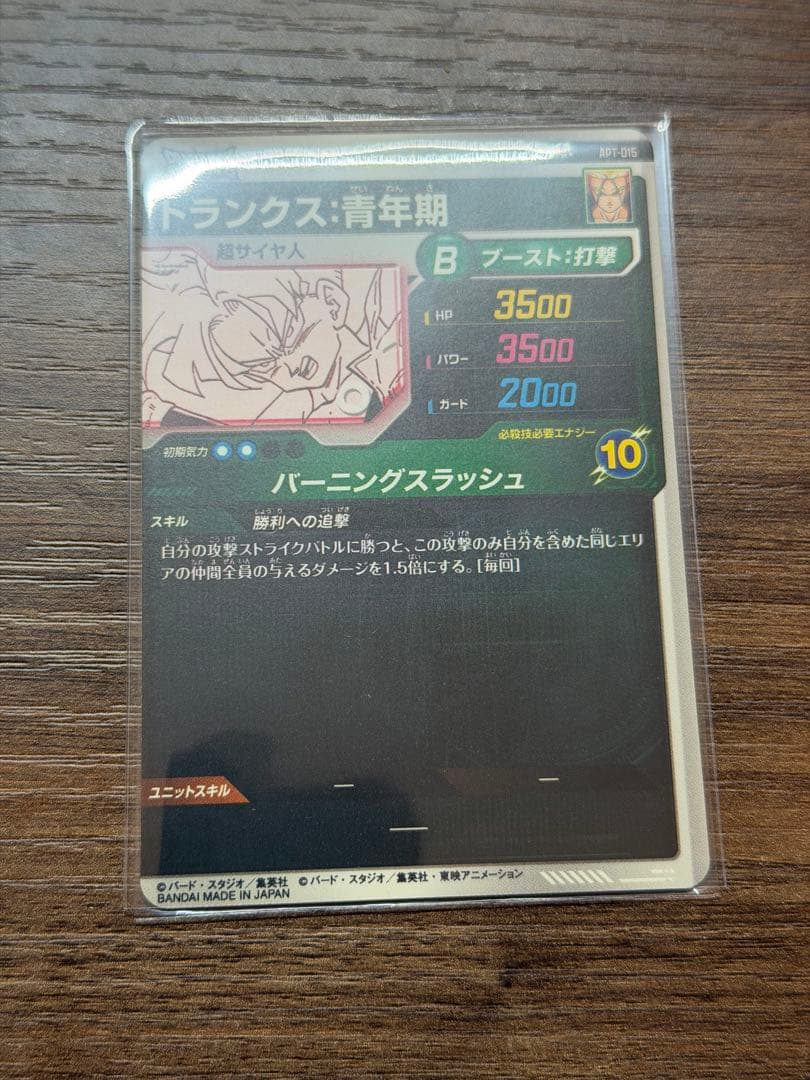 APT-015
トランクス:青年期
せい ねん き
超サイヤ人
B ブースト:打撃
HP 3500
パワー 3500
ガード 2000
必殺技必要エナジー
10
初期気力
バーニングスラッシュ
スキル 勝利への追撃
自分の攻撃ストライクバトルに勝つと、この攻撃のみ自分を含めた同じエリ
アの仲間全員の与えるダメージを1.5倍にする。[毎回]
ユニットスキル
— —
—
©バード・スタジオ/集英社 ©バード・スタジオ/集英社・東映アニメーション
BANDAI MADE IN JAPAN